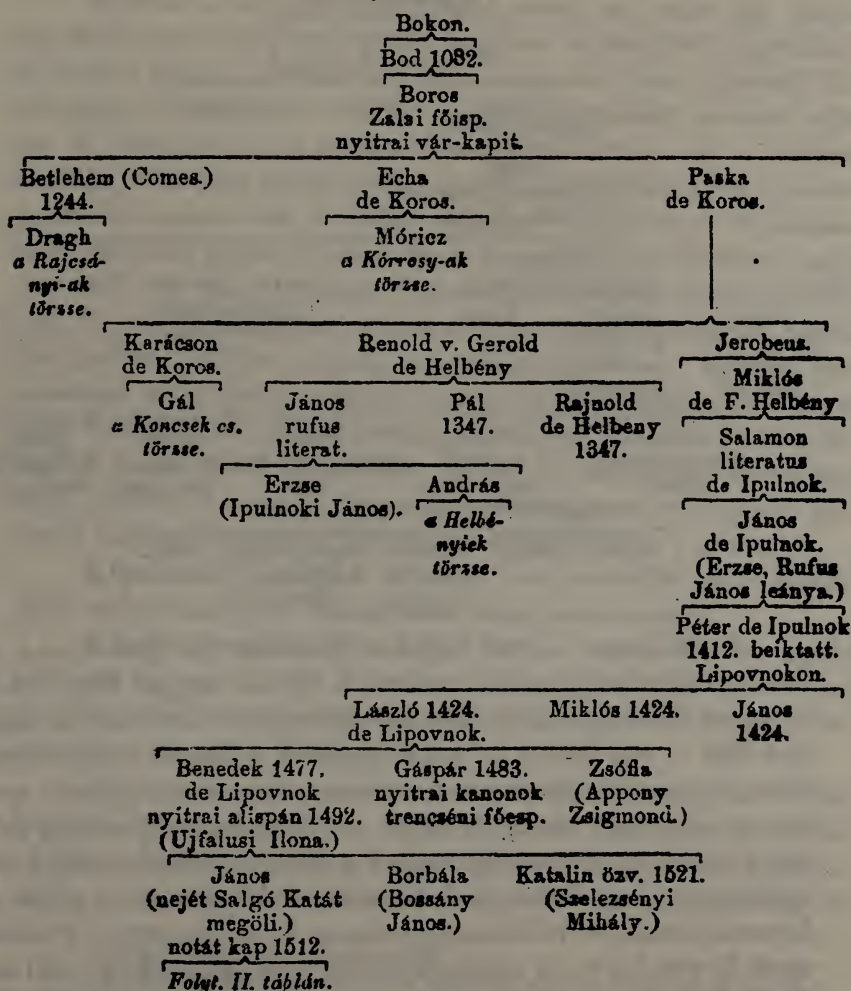 Bokon.
Bod 1082.
Boros
Zalai főisp.
nyitrai vár-kapit.
Betlehem (Comes.) Echa Paska
1244. de Koros. de Koros.
Dragh Móricz
a Rajcsá- a Kórrosy-ak
nyi-ak törzse.
törzse.
Karácson Renold v. Gerold Jerobeus.
de Koros. de Helbény Miklós
Gál János Pál Rajnold de F. Helbény
a Koncsek cs. rufus 1347. de Helbeny Salamon
törzse. literat. 1347. literatus
de Ipulnok.
Erzse András János
(Ipulnoki János). a Helbé- de Ipulnok.
nyiek (Erzse, Rufus
törzse. János leánya.)
Péter de Ipulnok
1412. beiktatt.
Lipovnokon.
László 1424. Miklós 1424. János
de Lipovnok. 1424.
Benedek 1477. Gáspár 1483. Zsófia
de Lipovnok nyitrai kanonok (Appony
nyitrai alispán 1492. trencséni főesp. Zsigmond.)
(Ujfalusi Ilona.)
János Borbála Katalin özv. 1521.
(nejét Salgó Katát (Bossány (Szelezsényi
megöli.) János.) Mihály.)
notát kap 1512.
Folyt. II. táblán.